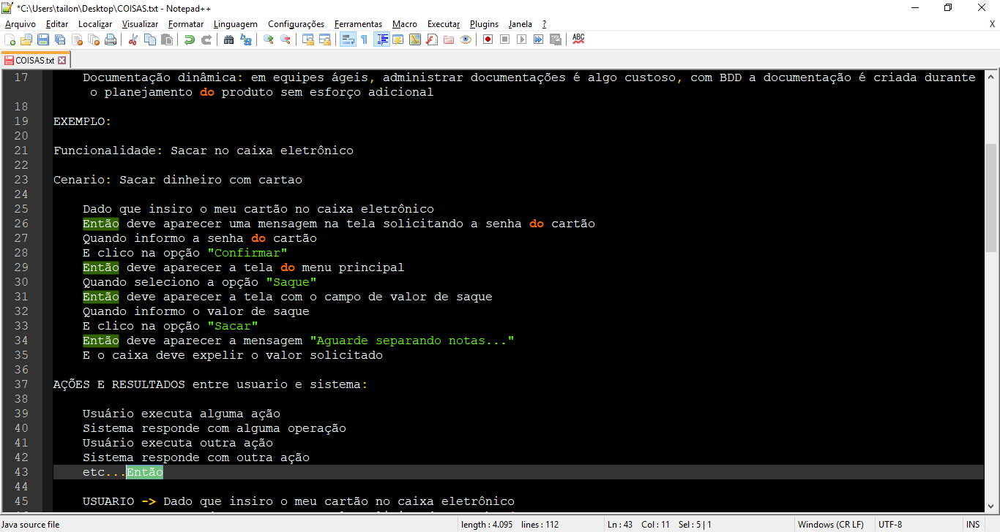 *C:\Users\tailon\Desktop\COISAS.txt - Notepad++
Arquivo Editar Localizar Visualizar Formatar Linguagem Configurações Ferramentas Macro Executar Plugins Janela ? X
ABC
COISAS.txt
17 Documentação dinâmica: em equipes ágeis, administrar documentações é algo custoso, com BDD a documentação é criada durante
o planejamento do produto sem esforço adicional
18
19 EXEMPLO:
20
21 Funcionalidade: Sacar no caixa eletrônico
22
23 Cenario: Sacar dinheiro com cartao
24
25 Dado que insiro o meu cartão no caixa eletrônico
26 Então deve aparecer uma mensagem na tela solicitando a senha do cartão
27 Quando informo a senha do cartão
28 E clico na opção "Confirmar"
29 Então deve aparecer a tela do menu principal
30 Quando seleciono a opção "Saque"
31 Então deve aparecer a tela com o campo de valor de saque
32 Quando informo o valor de saque
33 E clico na opção "Sacar"
34 Então deve aparecer a mensagem "Aguarde separando notas..."
35 E o caixa deve expelir o valor solicitado
36
37 AÇÕES E RESULTADOS entre usuario e sistema:
38
39 Usuário executa alguma ação
40 Sistema responde com alguma operação
41 Usuário executa outra ação
42 Sistema responde com outra ação
43 etc...Então
44
45 USUARIO -> Dado que insiro o meu cartão no caixa eletrônico
Java source file length : 4.095 lines : 112 Ln : 43 Col : 11 Sel : 5 | 1 Windows (CR LF) UTF-8 INS